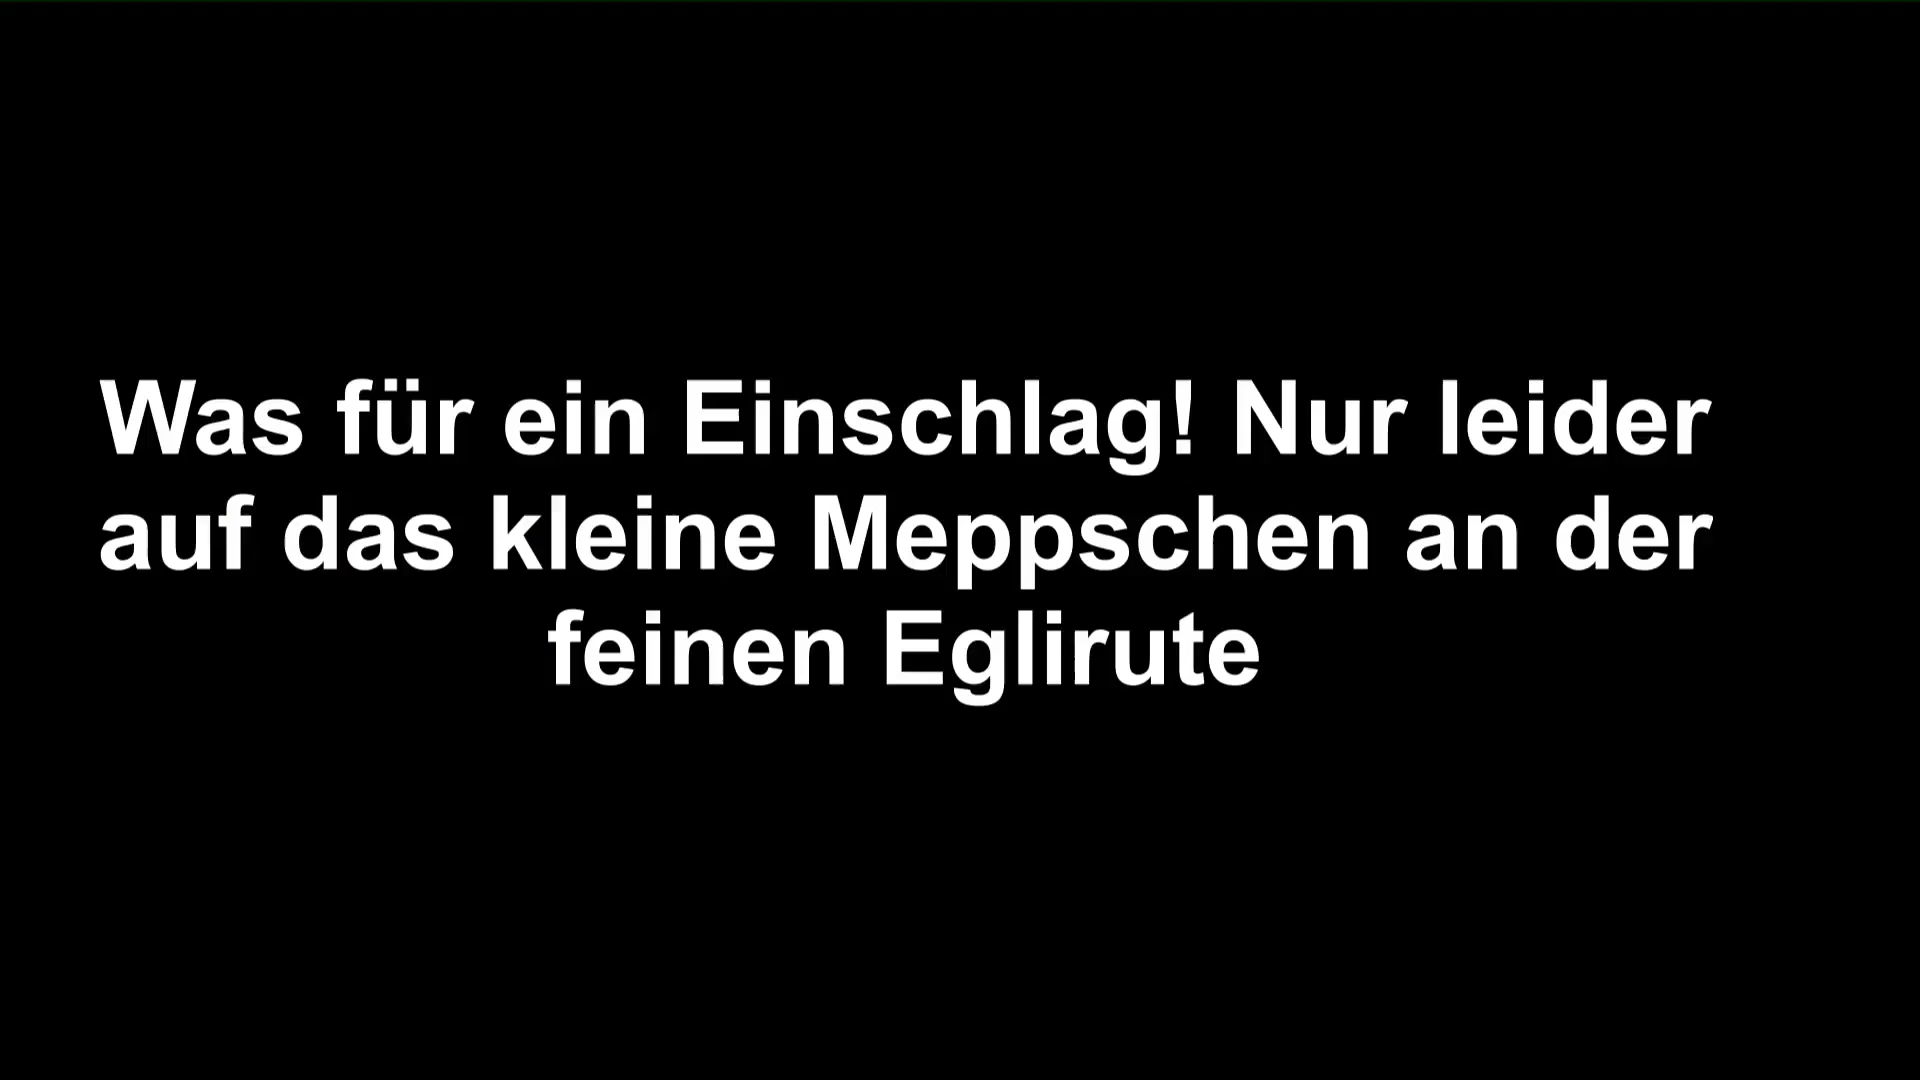 Was für ein Einschlag! Nur leider
auf das kleine Meppschen an der
feinen Eglirute